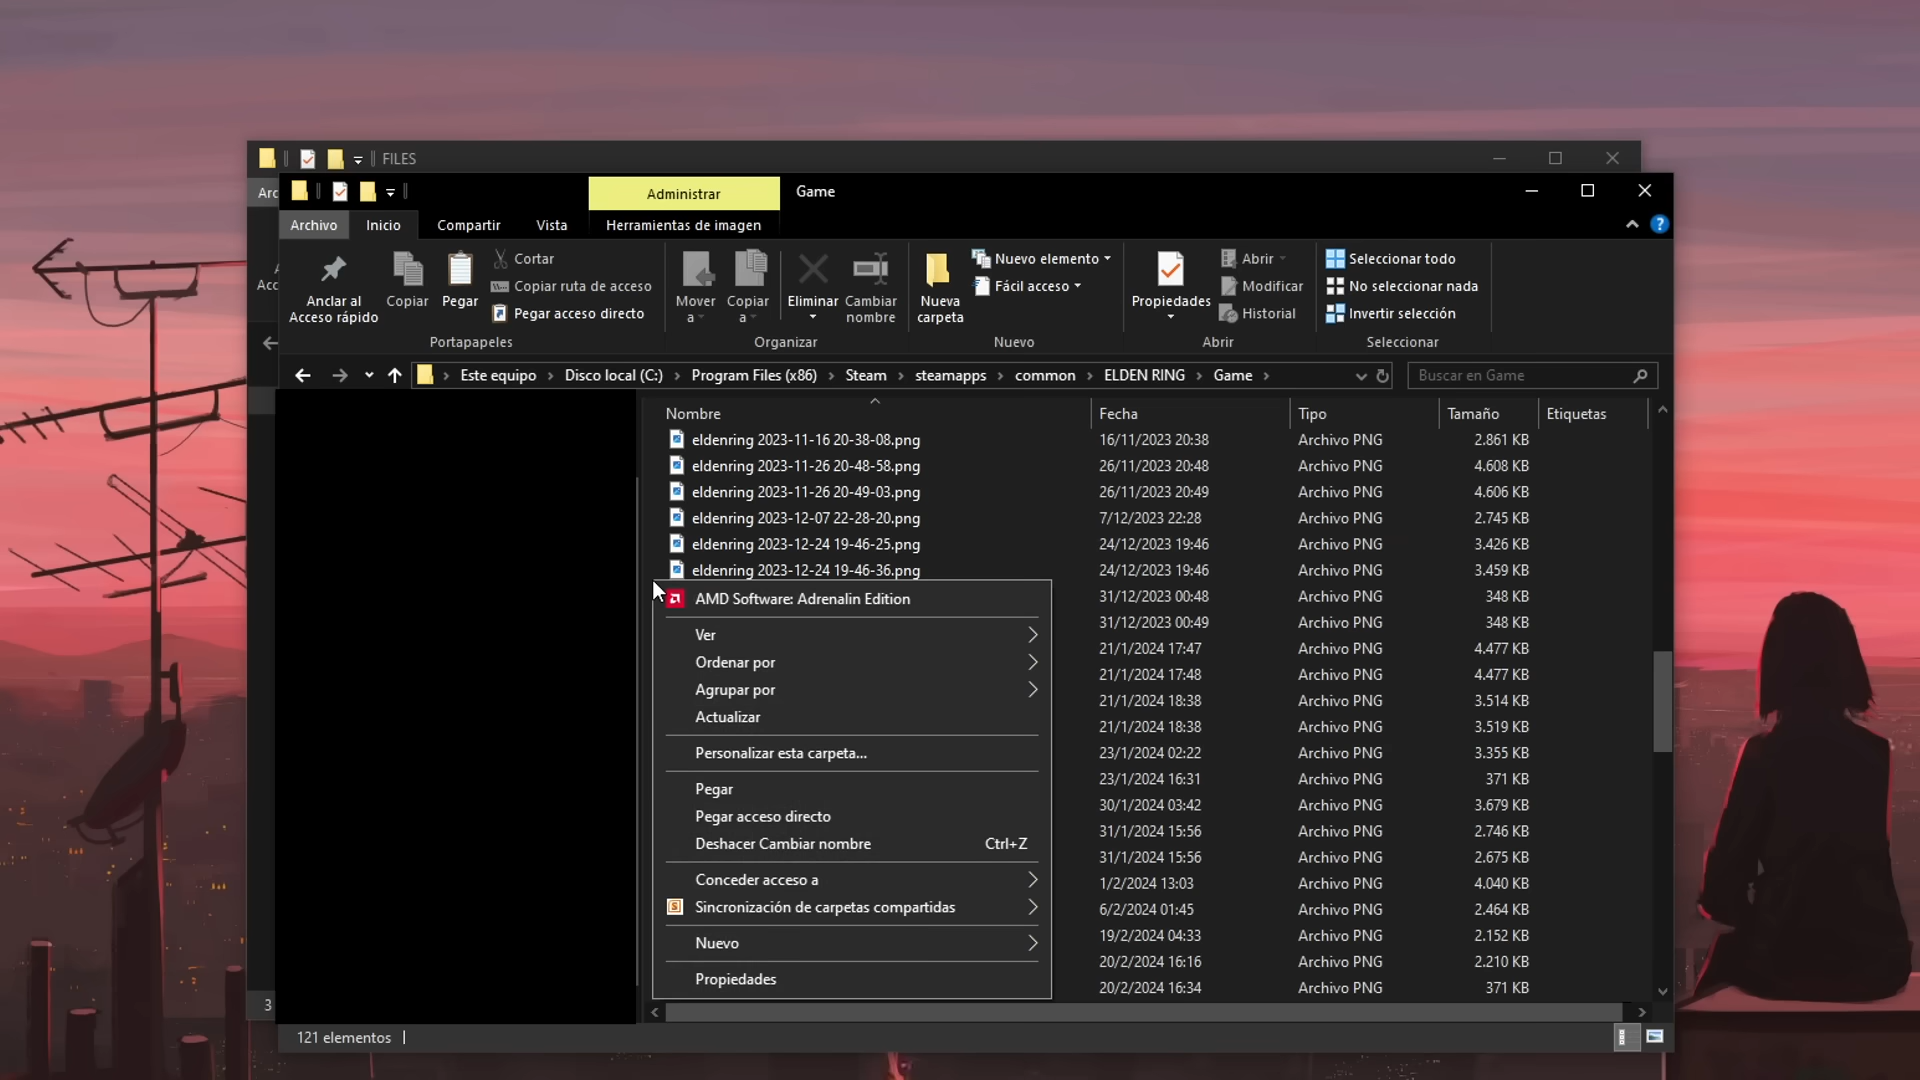 FILES
Arc
Administrar
Game
Archivo
Inicio
Compartir
Vista
Herramientas de imagen
Anclar al
Acceso rápido
Copiar
Pegar
Cortar
Copiar ruta de acceso
Pegar acceso directo
Portapapeles
Mover
a
Copiar
a
Eliminar
Cambiar
nombre
Organizar
Nueva
carpeta
Nuevo elemento
Fácil acceso
Nuevo
Propiedades
Abrir
Modificar
Historial
Abrir
Seleccionar todo
No seleccionar nada
Invertir selección
Seleccionar
Este equipo › Disco local (C:) › Program Files (x86) › Steam › steamapps › common › ELDEN RING › Game ›
Buscar en Game
Nombre Fecha Tipo Tamaño Etiquetas
eldenring 2023-11-16 20-38-08.png 16/11/2023 20:38 Archivo PNG 2.861 KB
eldenring 2023-11-26 20-48-58.png 26/11/2023 20:48 Archivo PNG 4.608 KB
eldenring 2023-11-26 20-49-03.png 26/11/2023 20:49 Archivo PNG 4.606 KB
eldenring 2023-12-07 22-28-20.png 7/12/2023 22:28 Archivo PNG 2.745 KB
eldenring 2023-12-24 19-46-25.png 24/12/2023 19:46 Archivo PNG 3.426 KB
eldenring 2023-12-24 19-46-36.png 24/12/2023 19:46 Archivo PNG 3.459 KB
31/12/2023 00:48 Archivo PNG 348 KB
31/12/2023 00:49 Archivo PNG 348 KB
21/1/2024 17:47 Archivo PNG 4.477 KB
21/1/2024 17:48 Archivo PNG 4.477 KB
21/1/2024 18:38 Archivo PNG 3.514 KB
21/1/2024 18:38 Archivo PNG 3.519 KB
23/1/2024 02:22 Archivo PNG 3.355 KB
23/1/2024 16:31 Archivo PNG 371 KB
30/1/2024 03:42 Archivo PNG 3.679 KB
31/1/2024 15:56 Archivo PNG 2.746 KB
31/1/2024 15:56 Archivo PNG 2.675 KB
1/2/2024 13:03 Archivo PNG 4.040 KB
6/2/2024 01:45 Archivo PNG 2.464 KB
19/2/2024 04:33 Archivo PNG 2.152 KB
20/2/2024 16:16 Archivo PNG 2.210 KB
20/2/2024 16:34 Archivo PNG 371 KB
AMD Software: Adrenalin Edition
Ver
Ordenar por
Agrupar por
Actualizar
Personalizar esta carpeta...
Pegar
Pegar acceso directo
Deshacer Cambiar nombre Ctrl+Z
Conceder acceso a
Sincronización de carpetas compartidas
Nuevo
Propiedades
3
121 elementos